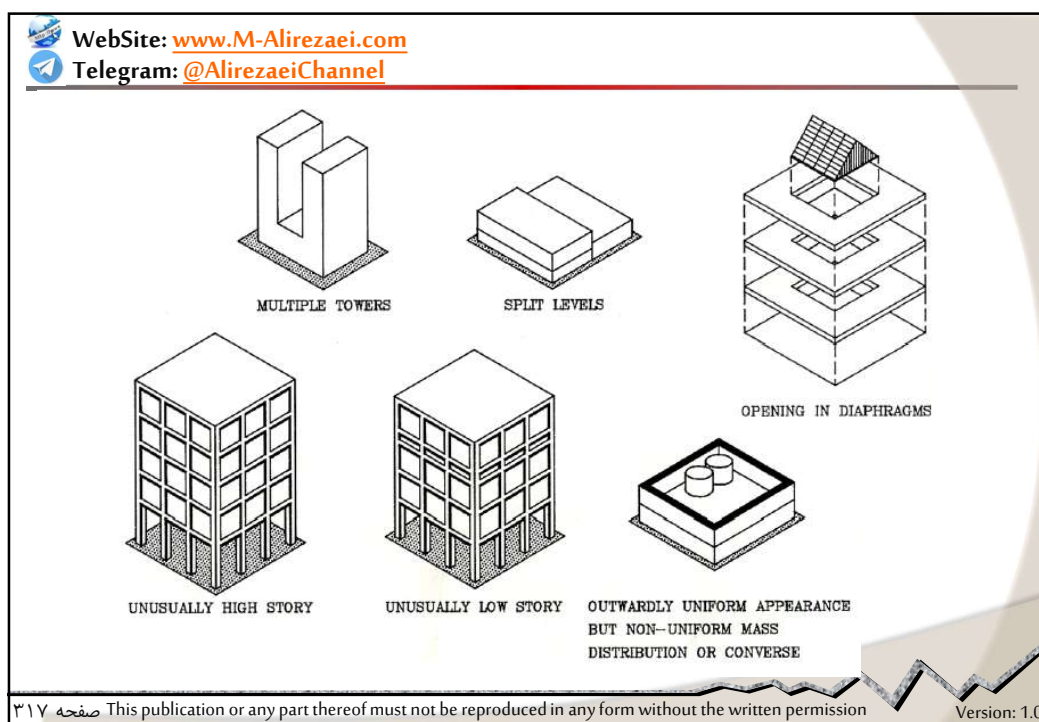 WebSite: www.M-Alirezaei.com
Telegram: @AlirezaeiChannel
MULTIPLE TOWERS
SPLIT LEVELS
OPENING IN DIAPHRAGMS
UNUSUALLY HIGH STORY
UNUSUALLY LOW STORY
OUTWARDLY UNIFORM APPEARANCE
BUT NON-UNIFORM MASS
DISTRIBUTION OR CONVERSE
صفحه ۳۱۷ This publication or any part thereof must not be reproduced in any form without the written permission
Version: 1.0